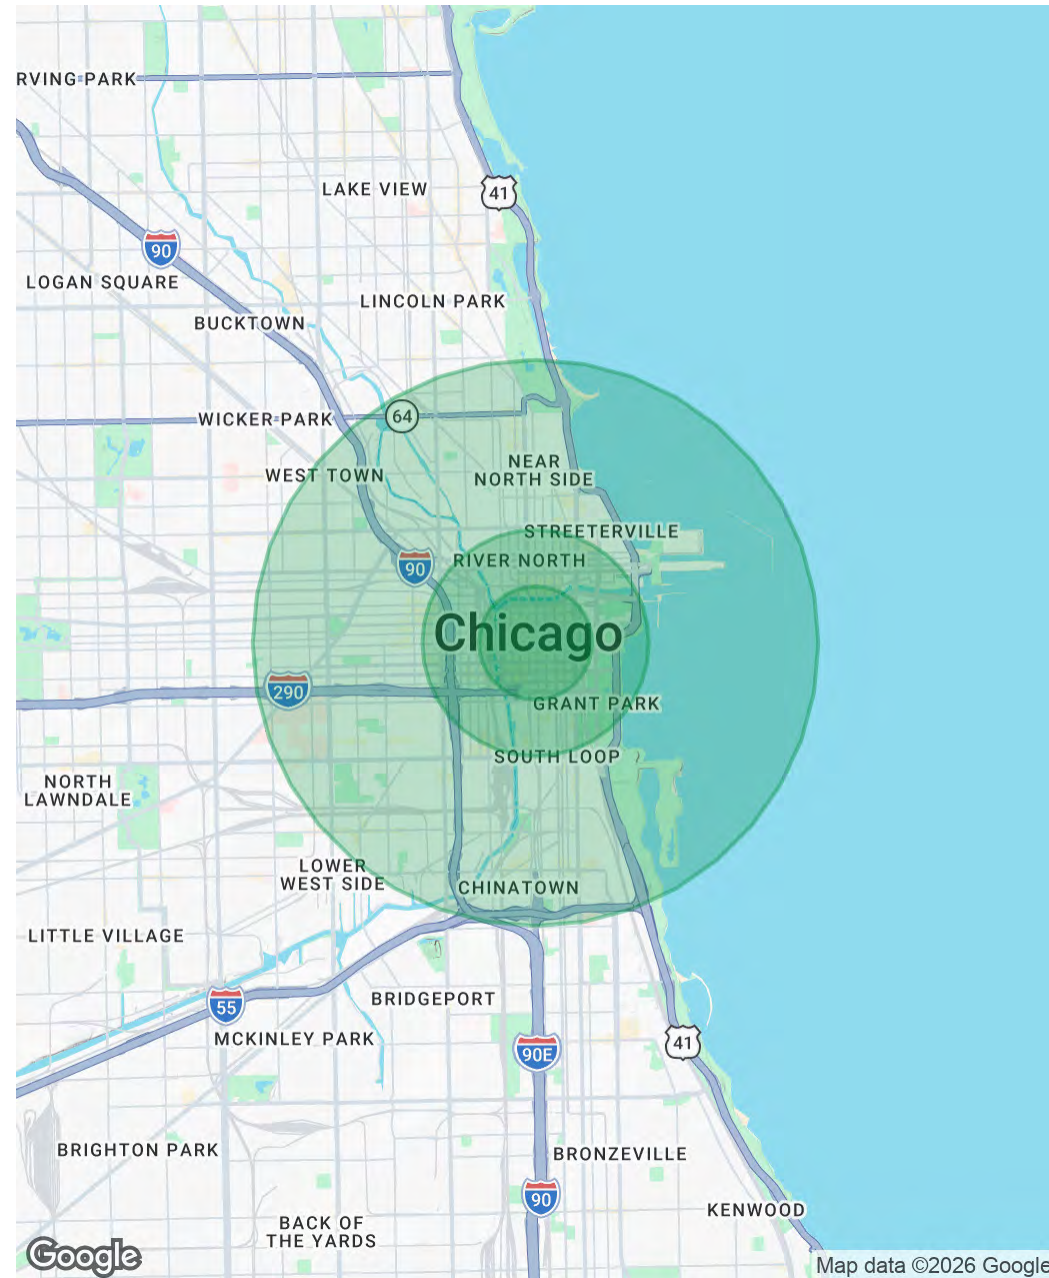 RVING PARK
LAKE VIEW
41
90
LOGAN SQUARE
LINCOLN PARK
BUCKTOWN
WICKER PARK
64
WEST TOWN
NEAR
NORTH SIDE
STREETERVILLE
RIVER NORTH
90
Chicago
290
GRANT PARK
SOUTH LOOP
NORTH
LAWNDALE
LOWER
WEST SIDE
CHINATOWN
LITTLE VILLAGE
55
BRIDGEPORT
MCKINLEY PARK
90E
41
BRIGHTON PARK
BRONZEVILLE
90
KENWOOD
BACK OF
THE YARDS
Google
Map data ©2026 Google